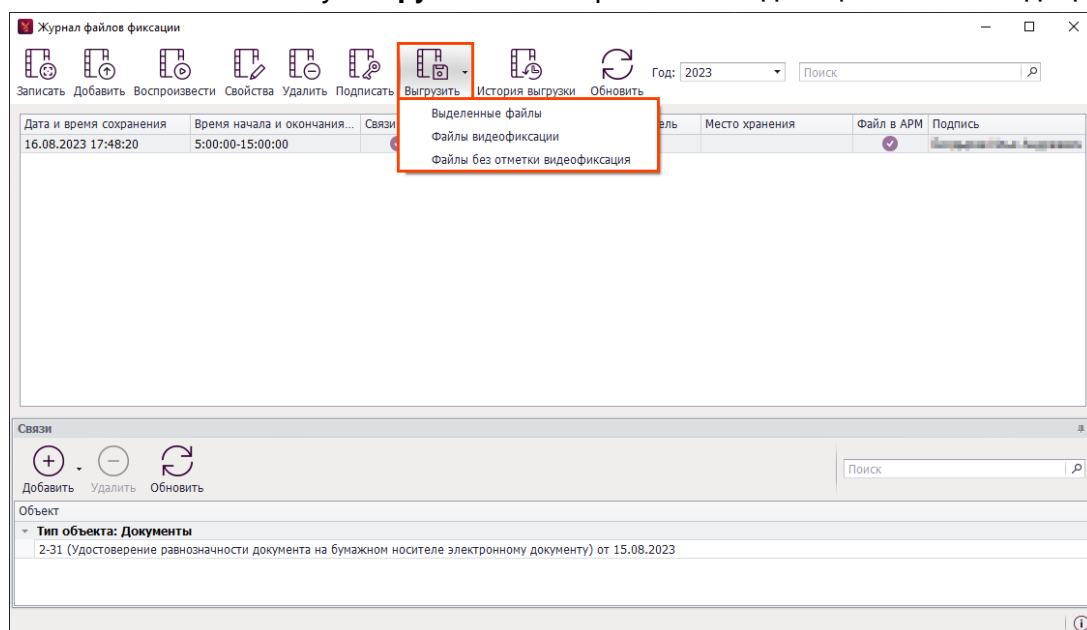 Журнал файлов фиксации
Записать Добавить Воспроизвести Свойства Удалить Подписать Выгрузить История выгрузки Обновить Год: 2023 Поиск
Дата и время сохранения Время начала и окончания... Связи Место хранения Файл в АРМ Подпись
16.08.2023 17:48:20 5:00:00-15:00:00
Выделенные файлы
Файлы видеофиксации
Файлы без отметки видеофиксация
Связи
Добавить Удалить Обновить Поиск
Объект
Тип объекта: Документы
2-31 (Удостоверение равнозначности документа на бумажном носителе электронному документу) от 15.08.2023